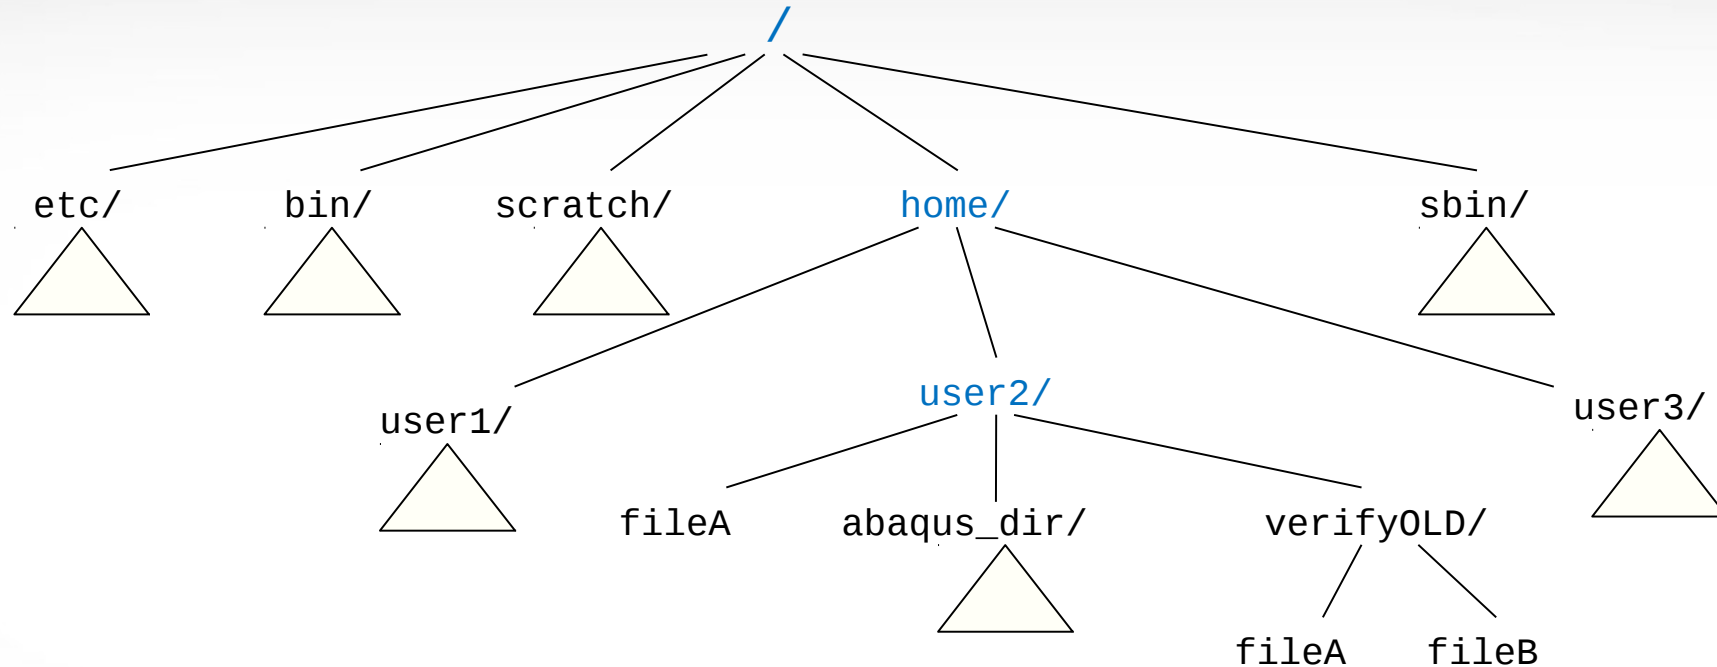 /
etc/ bin/ scratch/ home/ sbin/
user1/ user2/ user3/
fileA abaqus_dir/ verifyOLD/
fileA fileB